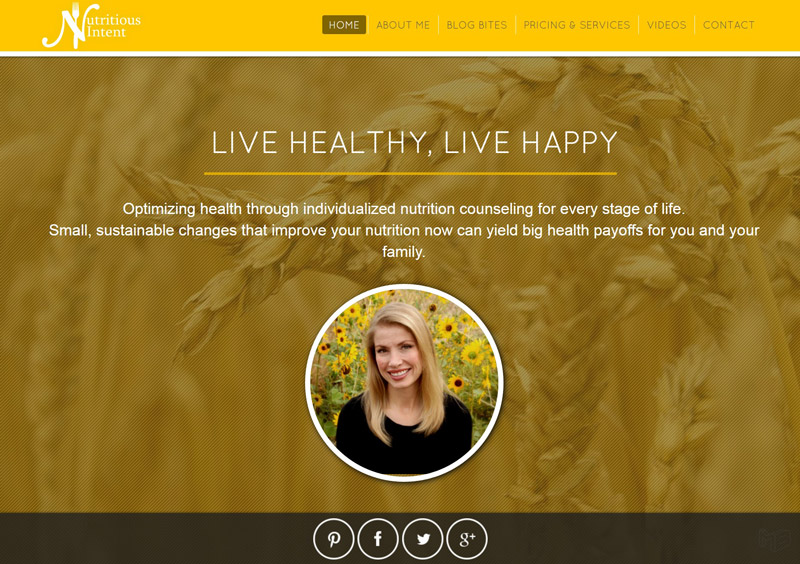 Nutritious
Intent
HOME
ABOUT ME
BLOG BITES
PRICING & SERVICES
VIDEOS
CONTACT
LIVE HEALTHY, LIVE HAPPY
Optimizing health through individualized nutrition counseling for every stage of life.
Small, sustainable changes that improve your nutrition now can yield big health payoffs for you and your
family.